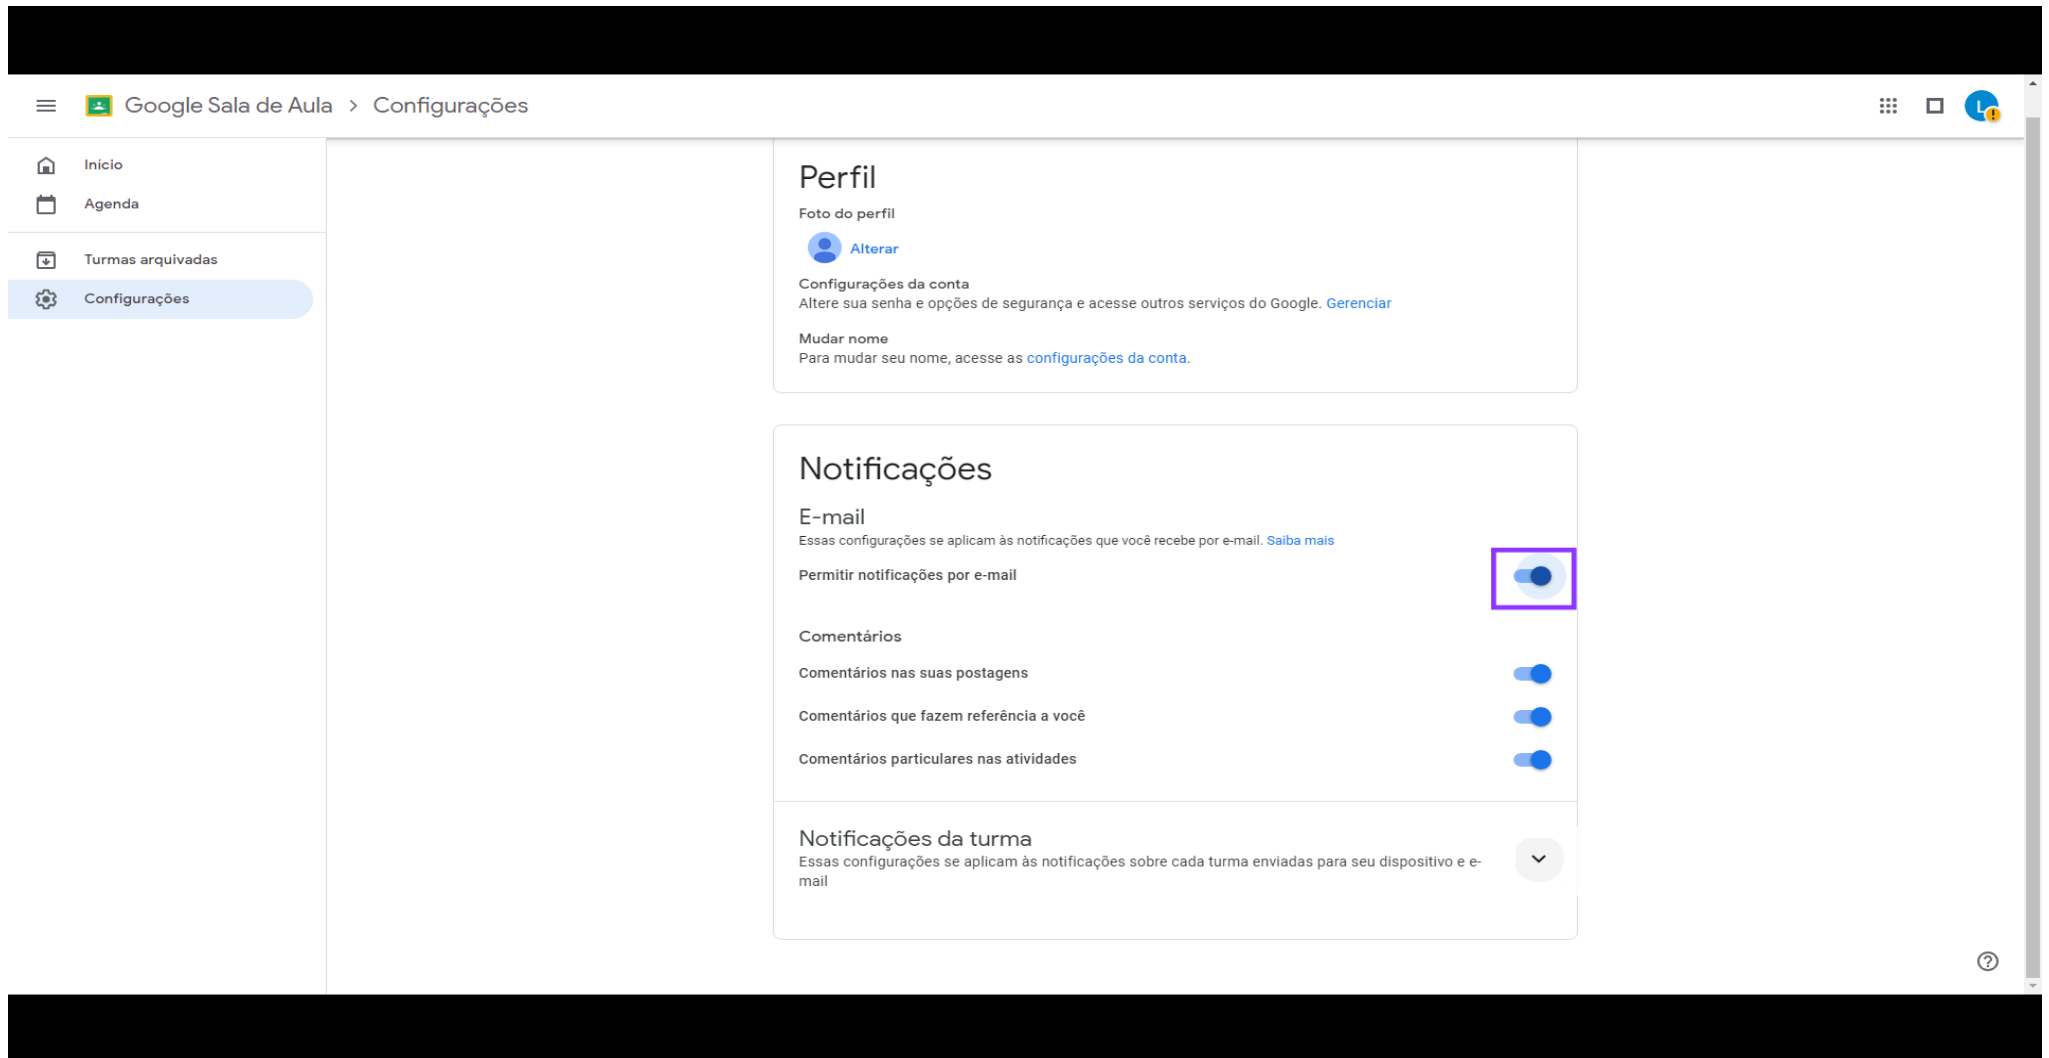 Google Sala de Aula > Configurações
L
Início
Agenda
Turmas arquivadas
Configurações
Perfil
Foto do perfil
Alterar
Configurações da conta
Altere sua senha e opções de segurança e acesse outros serviços do Google. Gerenciar
Mudar nome
Para mudar seu nome, acesse as configurações da conta.
Notificações
E-mail
Essas configurações se aplicam às notificações que você recebe por e-mail. Saiba mais
Permitir notificações por e-mail
Comentários
Comentários nas suas postagens
Comentários que fazem referência a você
Comentários particulares nas atividades
Notificações da turma
Essas configurações se aplicam às notificações sobre cada turma enviadas para seu dispositivo e e-
mail